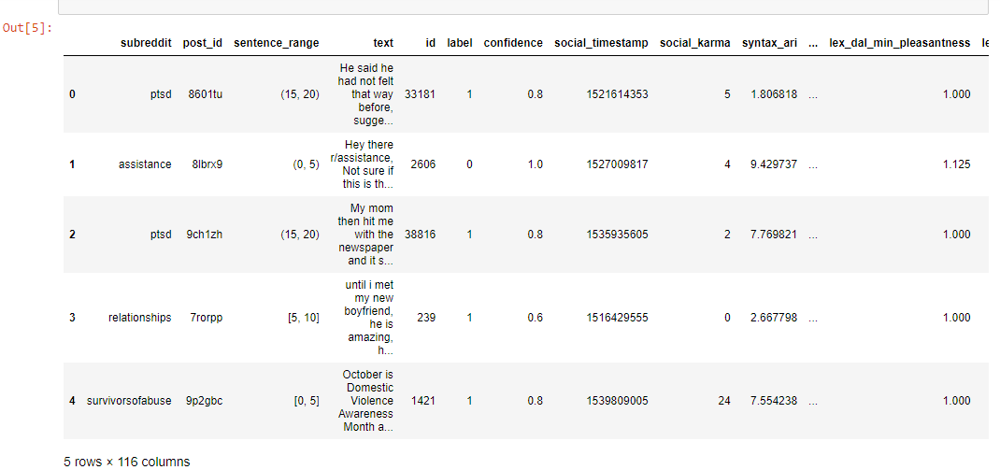 Out[5]:
subreddit post_id sentence_range text id label confidence social_timestamp social_karma syntax_ari ... lex_dal_min_pleasantness le
0 ptsd 8601tu (15, 20) He said he had not felt that way before, sugge... 33181 1 0.8 1521614353 5 1.806818 ... 1.000
1 assistance 8lbrx9 (0, 5) Hey there r/assistance, Not sure if this is th... 2606 0 1.0 1527009817 4 9.429737 ... 1.125
2 ptsd 9ch1zh (15, 20) My mom then hit me with the newspaper and it s... 38816 1 0.8 1535935605 2 7.769821 ... 1.000
3 relationships 7rorpp [5, 10] until i met my new boyfriend, he is amazing, h... 239 1 0.6 1516429555 0 2.667798 ... 1.000
4 survivorsofabuse 9p2gbc [0, 5] October is Domestic Violence Awareness Month a... 1421 1 0.8 1539809005 24 7.554238 ... 1.000
5 rows × 116 columns